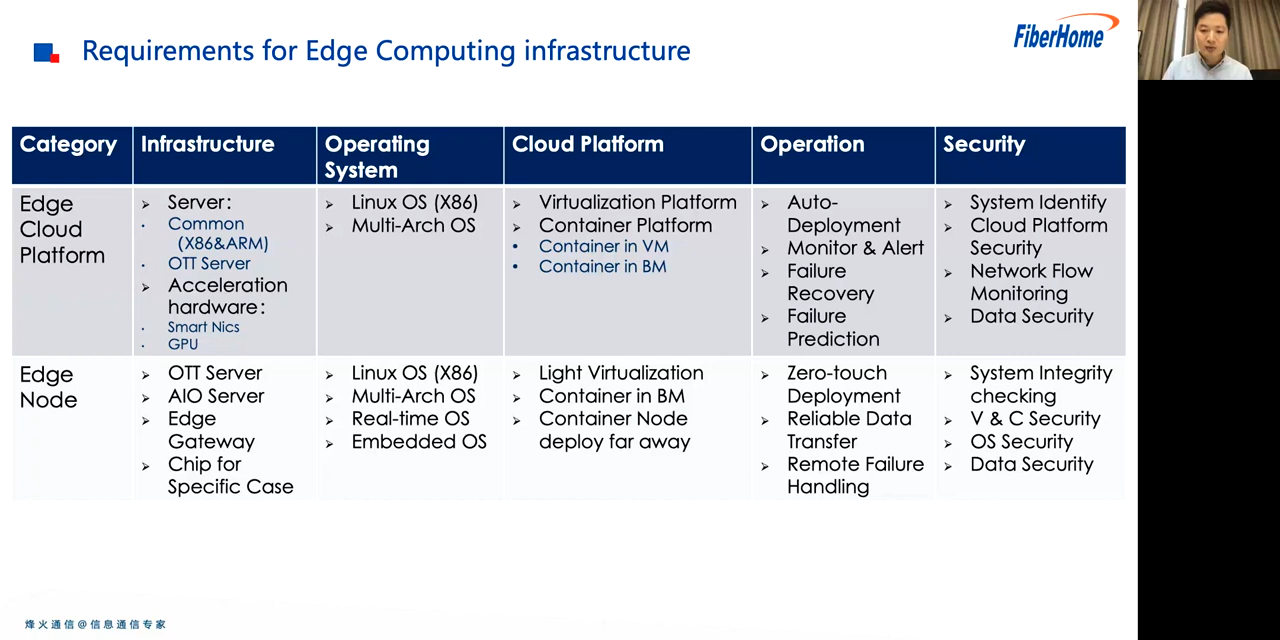 Requirements for Edge Computing infrastructure
FiberHome
Category
Infrastructure
Operating
System
Cloud Platform
Operation
Security
Edge
Cloud
Platform
➢ Server:
· Common
(X86&ARM)
· OTT Server
➢ Acceleration
hardware:
· Smart Nics
· GPU
➢ Linux OS (X86)
➢ Multi-Arch OS
➢ Virtualization Platform
➢ Container Platform
• Container in VM
• Container in BM
➢ Auto-
Deployment
➢ Monitor & Alert
➢ Failure
Recovery
➢ Failure
Prediction
➢ System Identify
➢ Cloud Platform
Security
➢ Network Flow
Monitoring
➢ Data Security
Edge
Node
➢ OTT Server
➢ AIO Server
➢ Edge
Gateway
➢ Chip for
Specific Case
➢ Linux OS (X86)
➢ Multi-Arch OS
➢ Real-time OS
➢ Embedded OS
➢ Light Virtualization
➢ Container in BM
➢ Container Node
deploy far away
➢ Zero-touch
Deployment
➢ Reliable Data
Transfer
➢ Remote Failure
Handling
➢ System Integrity
checking
➢ V & C Security
➢ OS Security
➢ Data Security
烽火通信@信息通信专家